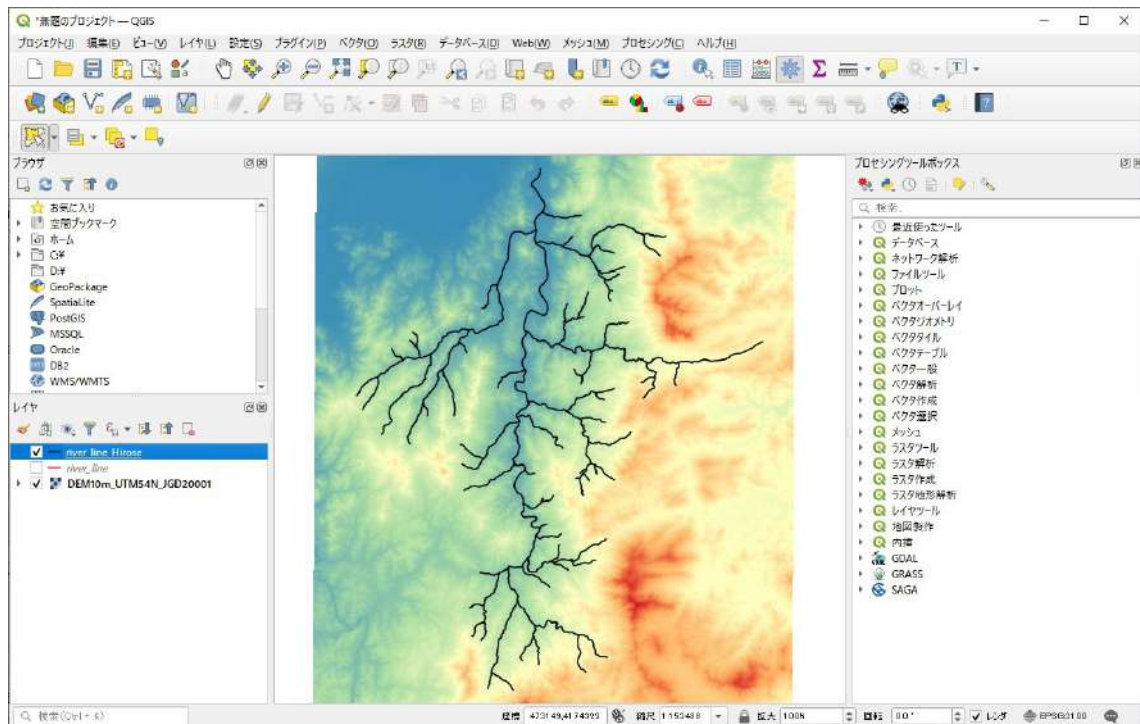 *無題のプロジェクト — QGIS
プロジェクト(J) 編集(E) ビュー(V) レイヤ(L) 設定(S) プラグイン(P) ベクタ(O) ラスタ(R) データベース(D) Web(W) メッシュ(M) プロセシング(C) ヘルプ(H)
ブラウザ
お気に入り
空間ブックマーク
ホーム
C:¥
D:¥
GeoPackage
SpatiaLite
PostGIS
MSSQL
Oracle
DB2
WMS/WMTS
レイヤ
river_line_Hirose
river_line
DEM10m_UTM54N_JGD20001
プロセシングツールボックス
検索...
最近使ったツール
データベース
ネットワーク解析
ファイルツール
プロット
ベクタオーバーレイ
ベクタジオメトリ
ベクタタイル
ベクタテーブル
ベクタ一般
ベクタ解析
ベクタ作成
ベクタ選択
メッシュ
ラスタツール
ラスタ解析
ラスタ作成
ラスタ地形解析
レイヤツール
地図製作
内挿
GDAL
GRASS
SAGA
検索(Ctrl + K)
座標 473149,4174399 縮尺 1:153488 拡大 100% 回転 0.0° レンダ EPSG:3100